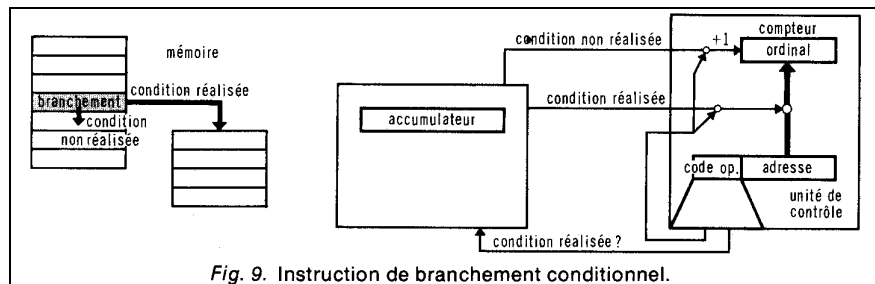 mémoire
condition réalisée
branchement
condition
non réalisée
condition non réalisée
+1
compteur
ordinal
condition réalisée
accumulateur
code op.
adresse
unité de
contrôle
condition réalisée ?
Fig. 9. Instruction de branchement conditionnel.